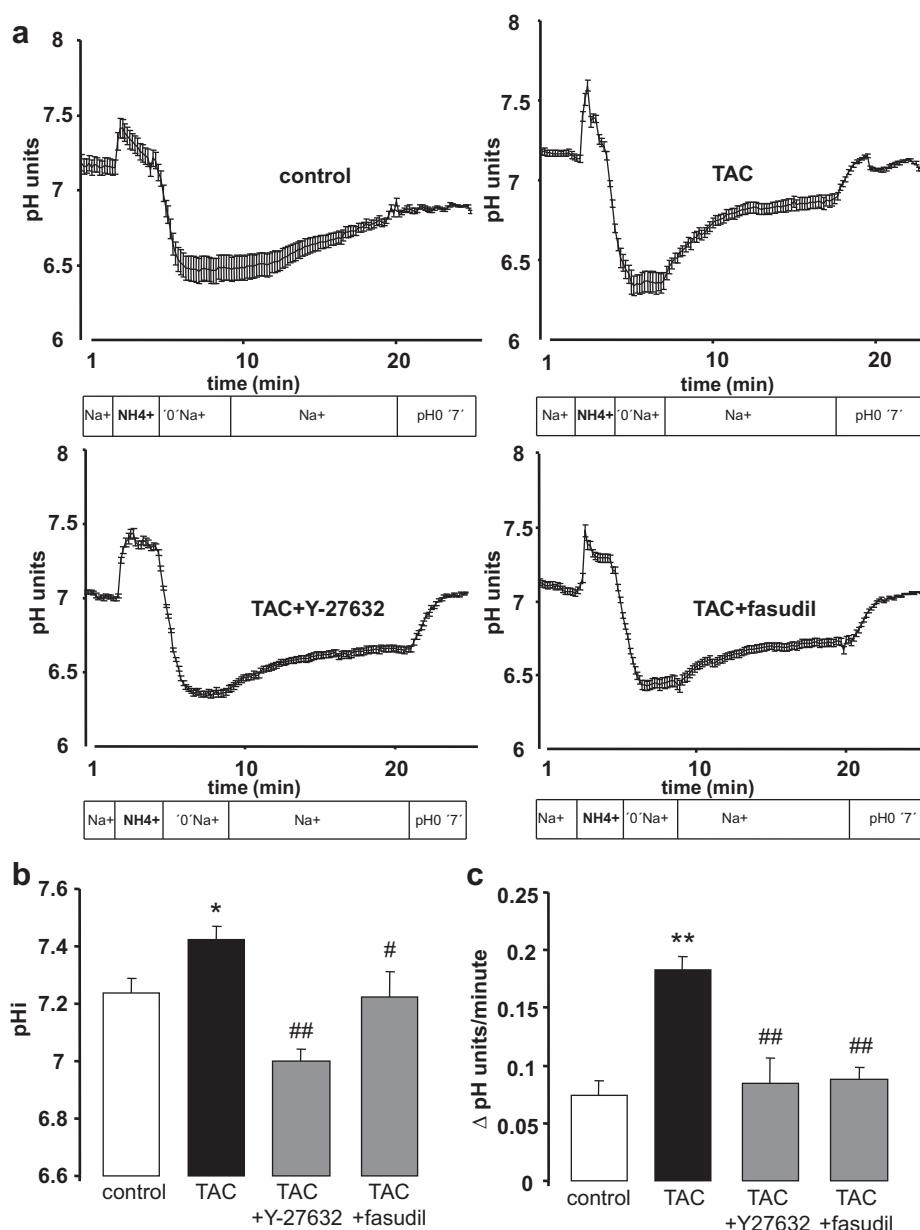 a
8
7.5
7
6.5
6
pH units
control
1 10 20
time (min)
Na+ NH4+ ´0´Na+ Na+ pH0 ´7´
8
7.5
7
6.5
6
pH units
TAC
1 10 20
time (min)
Na+ NH4+ ´0´Na+ Na+ pH0 ´7´
8
7.5
7
6.5
6
pH units
TAC+Y-27632
1 10 20
time (min)
Na+ NH4+ ´0´Na+ Na+ pH0 ´7´
8
7.5
7
6.5
6
pH units
TAC+fasudil
1 10 20
time (min)
Na+ NH4+ ´0´Na+ Na+ pH0 ´7´
b
7.6
7.4
7.2
7
6.8
6.6
pHi
*
##
#
control TAC TAC TAC
+Y-27632 +fasudil
c
0.25
0.2
0.15
0.1
0.05
0
Δ pH units/minute
**
##
##
control TAC TAC TAC
+Y27632 +fasudil